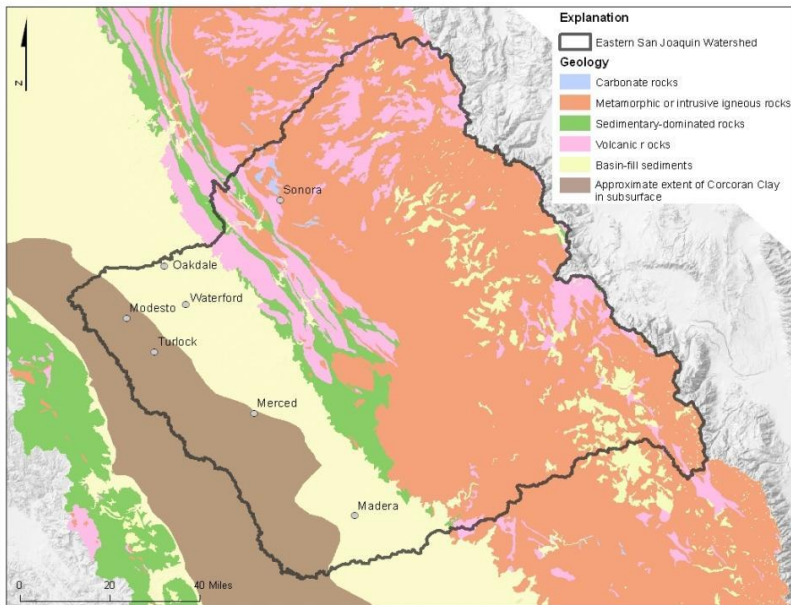 Explanation
Eastern San Joaquin Watershed
Geology
Carbonate rocks
Metamorphic or intrusive igneous rocks
Sedimentary-dominated rocks
Volcanic r ocks
Basin-fill sediments
Approximate extent of Corcoran Clay
in subsurface
N
Sonora
Oakdale
Waterford
Modesto
Turlock
Merced
Madera
0 20 40 Miles